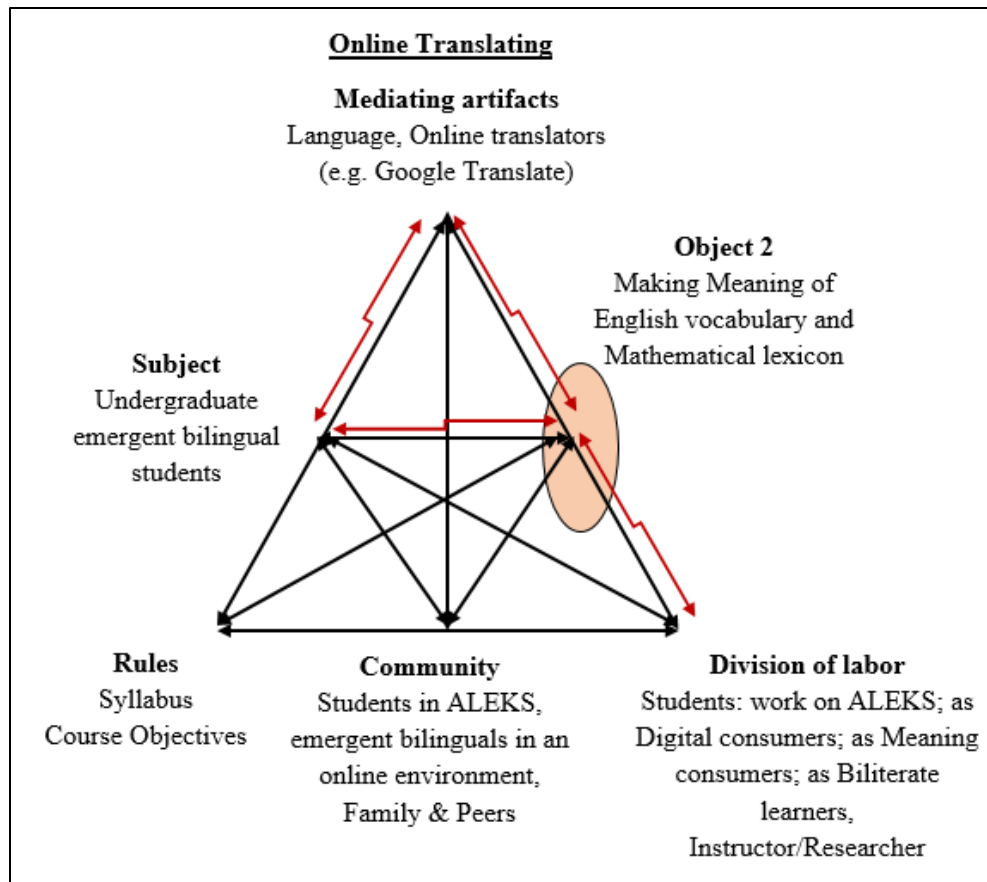 Online Translating
Mediating artifacts
Language, Online translators
(e.g. Google Translate)
Object 2
Making Meaning of
English vocabulary and
Mathematical lexicon
Subject
Undergraduate
emergent bilingual
students
Rules
Syllabus
Course Objectives
Community
Students in ALEKS,
emergent bilinguals in an
online environment,
Family & Peers
Division of labor
Students: work on ALEKS; as
Digital consumers; as Meaning
consumers; as Biliterate
learners,
Instructor/Researcher